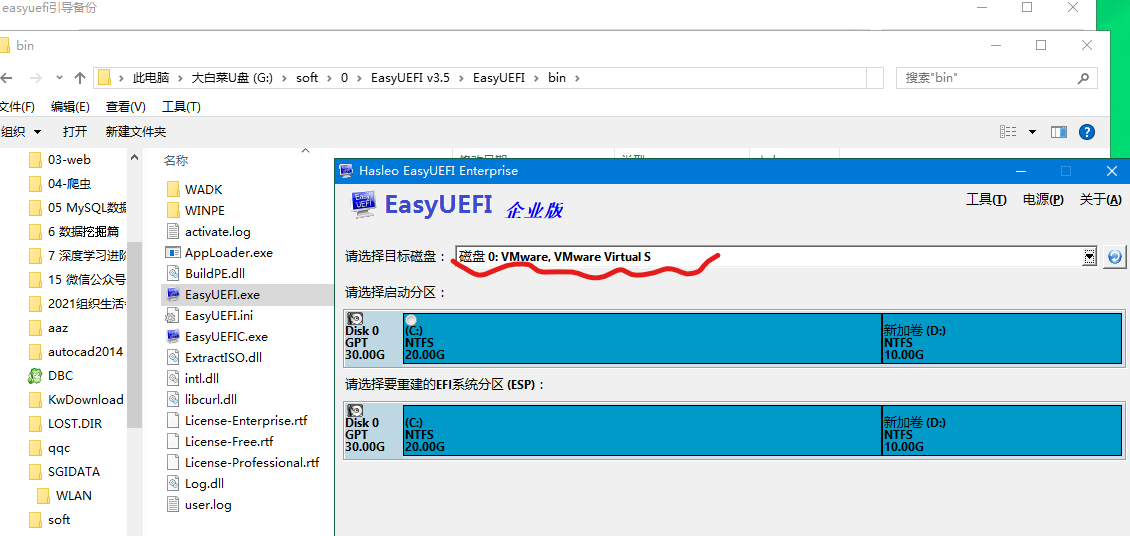 easyuefi引导备份
bin
此电脑 › 大白菜U盘 (G:) › soft › 0 › EasyUEFI v3.5 › EasyUEFI › bin ›
搜索"bin"
文件(F) 编辑(E) 查看(V) 工具(T)
组织 打开 新建文件夹
03-web
04-爬虫
05 MySQL数据
6 数据挖掘篇
7 深度学习进阶
15 微信公众号
2021组织生活会
aaz
autocad2014
DBC
KwDownload
LOST.DIR
qqc
SGIDATA
WLAN
soft
名称
WADK
WINPE
activate.log
AppLoader.exe
BuildPE.dll
EasyUEFI.exe
EasyUEFI.ini
EasyUEFIC.exe
ExtractISO.dll
intl.dll
libcurl.dll
License-Enterprise.rtf
License-Free.rtf
License-Professional.rtf
Log.dll
user.log
Hasleo EasyUEFI Enterprise
EasyUEFI 企业版
工具(T) 电源(P) 关于(A)
请选择目标磁盘： 磁盘 0: VMware, VMware Virtual S
请选择启动分区：
Disk 0
GPT
30.00G
(C:)
NTFS
20.00G
新加卷 (D:)
NTFS
10.00G
请选择要重建的EFI系统分区 (ESP)：
Disk 0
GPT
30.00G
(C:)
NTFS
20.00G
新加卷 (D:)
NTFS
10.00G